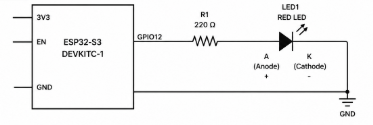 3V3
EN
GND
ESP32-S3
DEVKITC-1
GPIO12
R1
220 Ω
LED1
RED LED
A
(Anode)
+
K
(Cathode)
-
GND